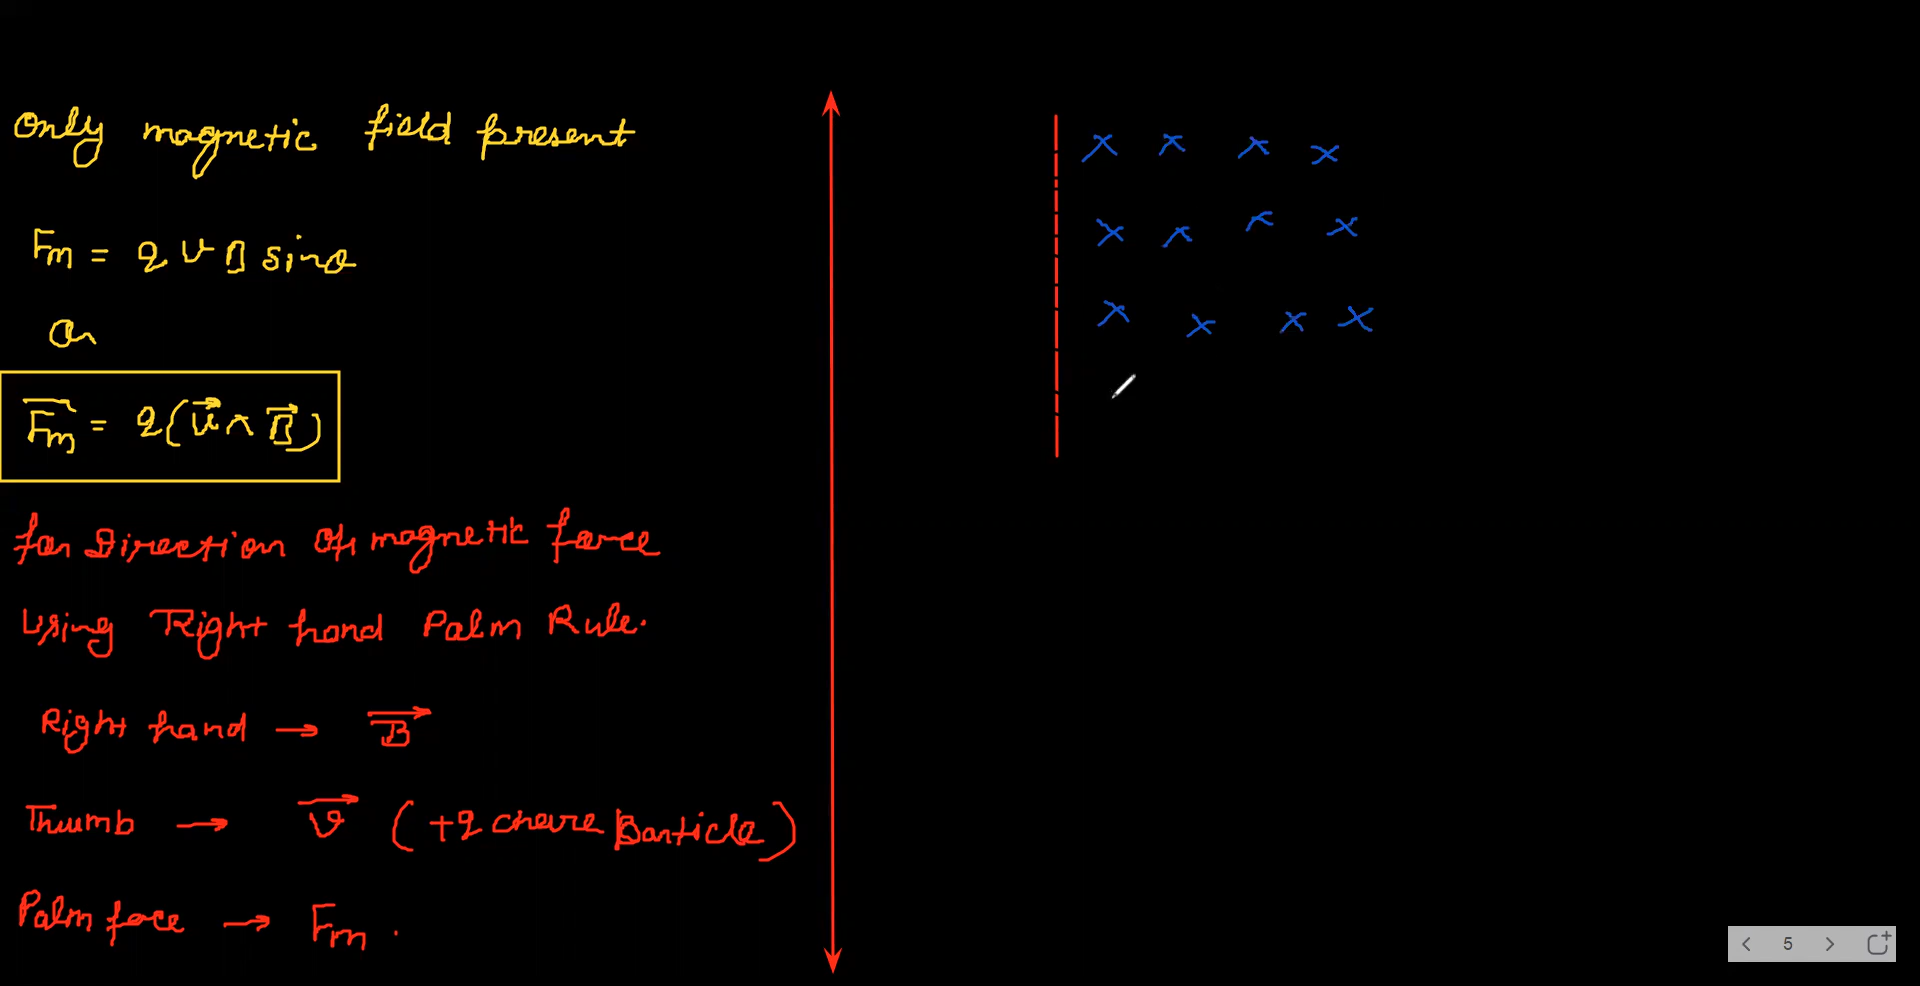 Only magnetic field present
Fm = qvB sinθ
or
Fm = q(v × B)
for Direction of magnetic force
Using Right hand Palm Rule.
Right hand → B
Thumb → v (+q charge Particle)
Palm face → Fm.
× × × ×
× × × ×
× × × ×
5